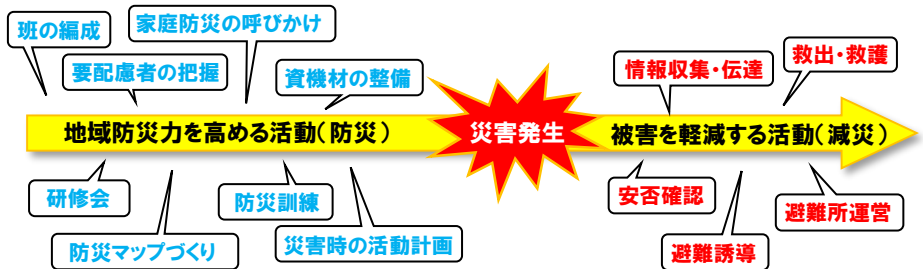 班の編成
家庭防災の呼びかけ
要配慮者の把握
資機材の整備
情報収集・伝達
救出・救護
地域防災力を高める活動(防災)
災害発生
被害を軽減する活動(減災)
研修会
防災訓練
安否確認
避難所運営
防災マップづくり
災害時の活動計画
避難誘導